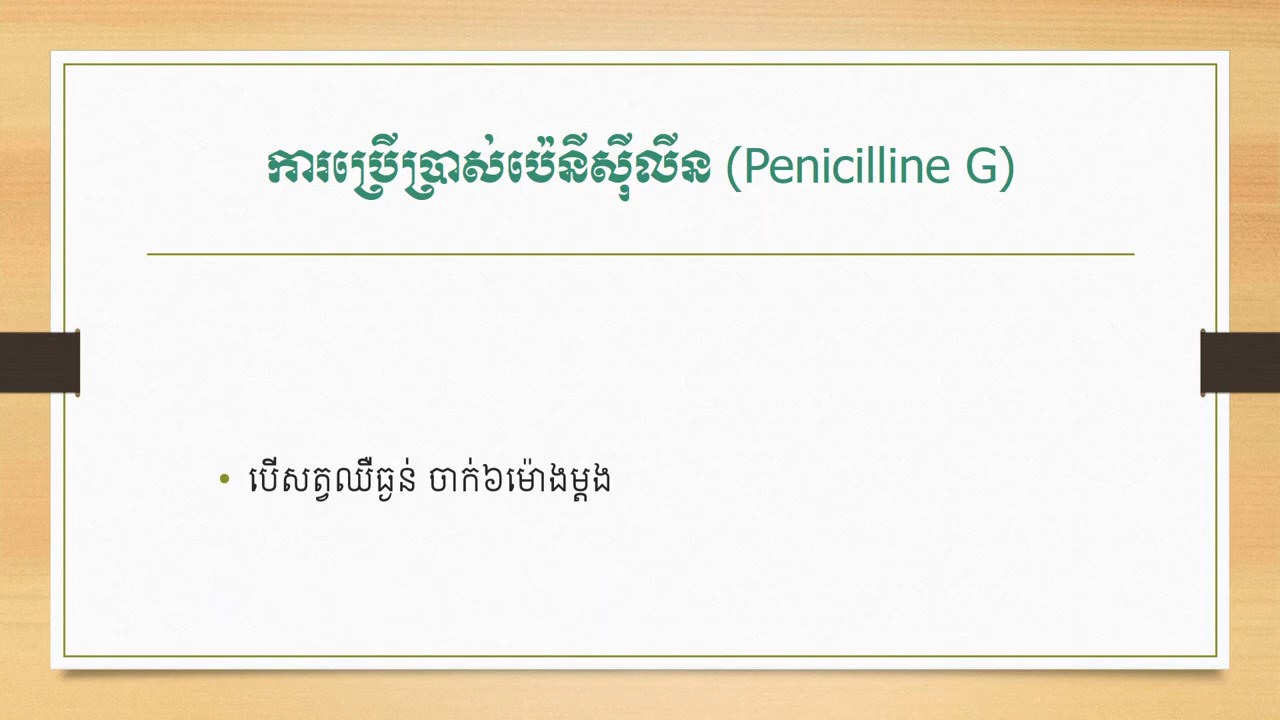 ការប្រើប្រាស់ប៉េនីស៊ីលីន (Penicilline G)
• បើសត្វឈឺធ្ងន់ ចាក់៦ម៉ោងម្តង